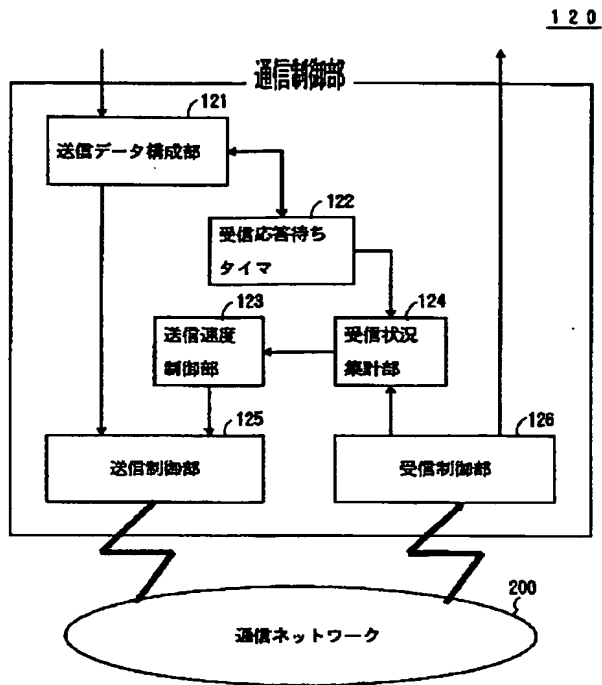 120
通信制御部
121
送信データ構成部
122
受信応答待ち
タイマ
123
送信速度
制御部
124
受信状況
集計部
125
送信制御部
126
受信制御部
200
通信ネットワーク